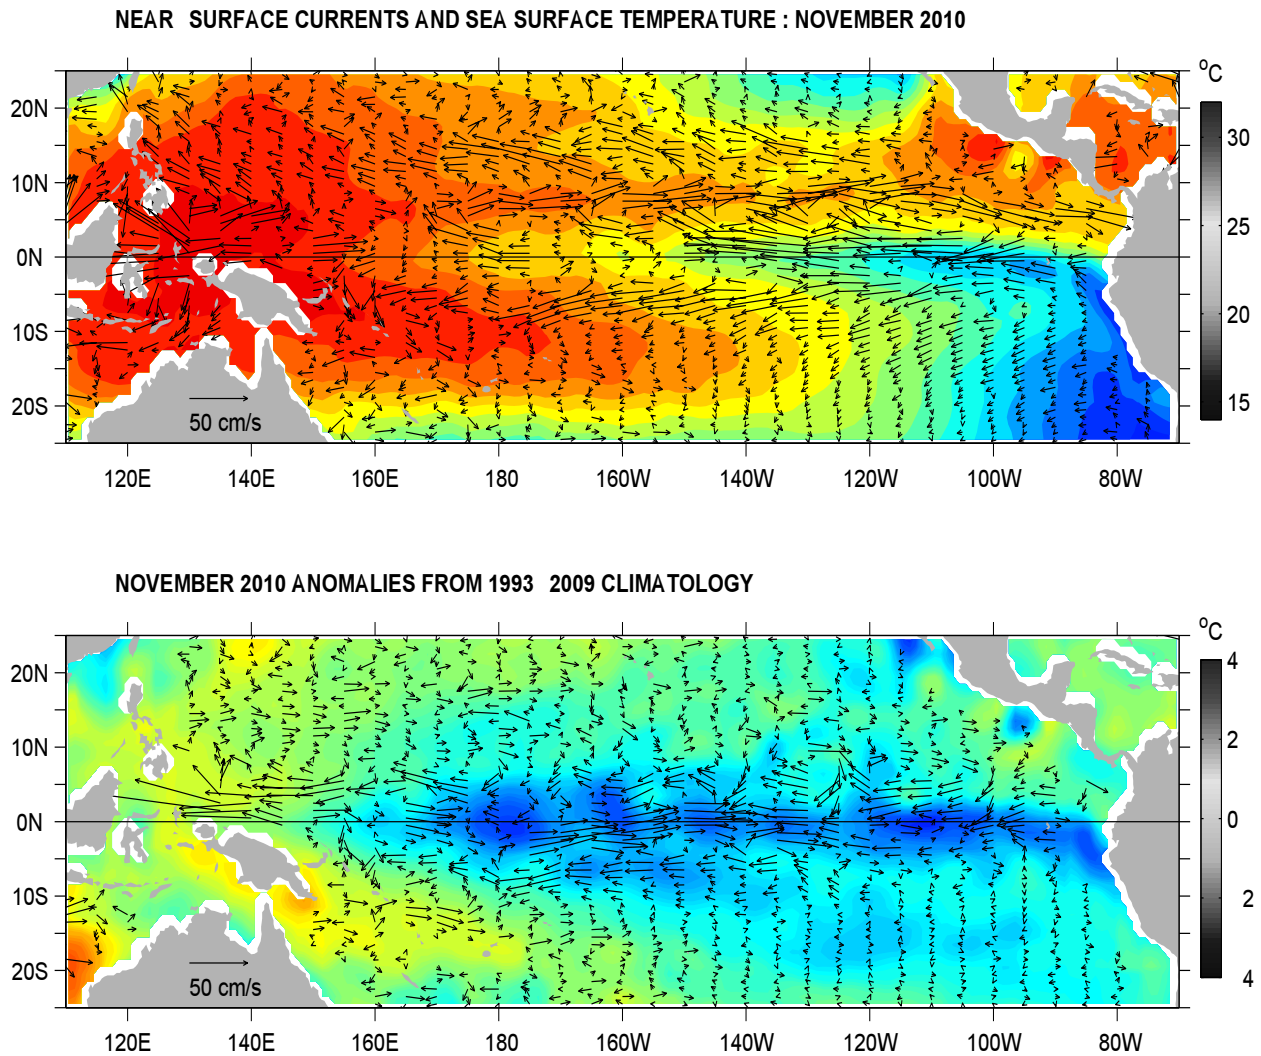 NEAR SURFACE CURRENTS AND SEA SURFACE TEMPERATURE : NOVEMBER 2010
°C
20N
10N
0N
10S
20S
30
25
20
15
50 cm/s
120E 140E 160E 180 160W 140W 120W 100W 80W
NOVEMBER 2010 ANOMALIES FROM 1993 2009 CLIMATOLOGY
°C
20N
10N
0N
10S
20S
4
2
0
2
4
50 cm/s
120E 140E 160E 180 160W 140W 120W 100W 80W